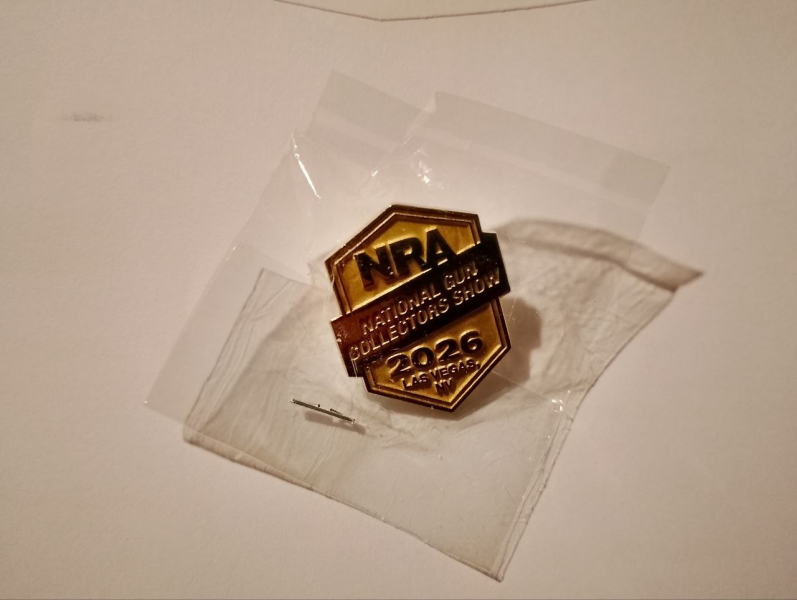 NRA
NATIONAL GUN
COLLECTORS SHOW
2026
LAS VEGAS,
NV